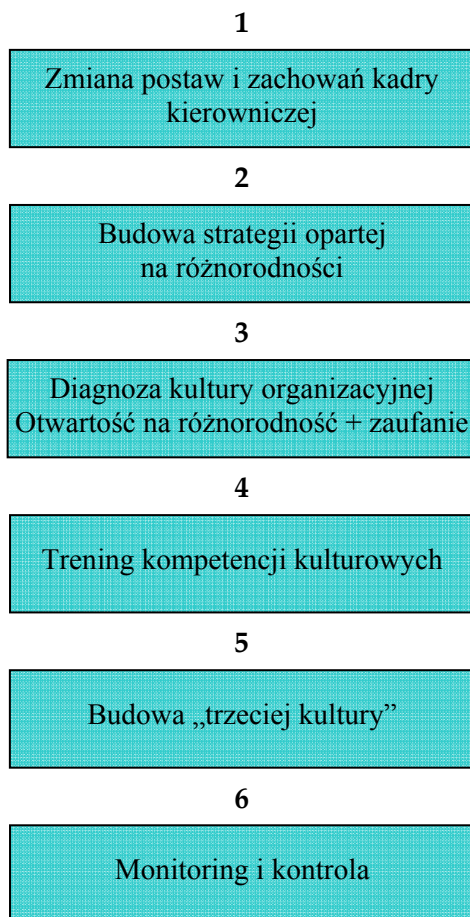 1
Zmiana postaw i zachowań kadry
kierowniczej
2
Budowa strategii opartej
na różnorodności
3
Diagnoza kultury organizacyjnej
Otwartość na różnorodność + zaufanie
4
Trening kompetencji kulturowych
5
Budowa „trzeciej kultury”
6
Monitoring i kontrola